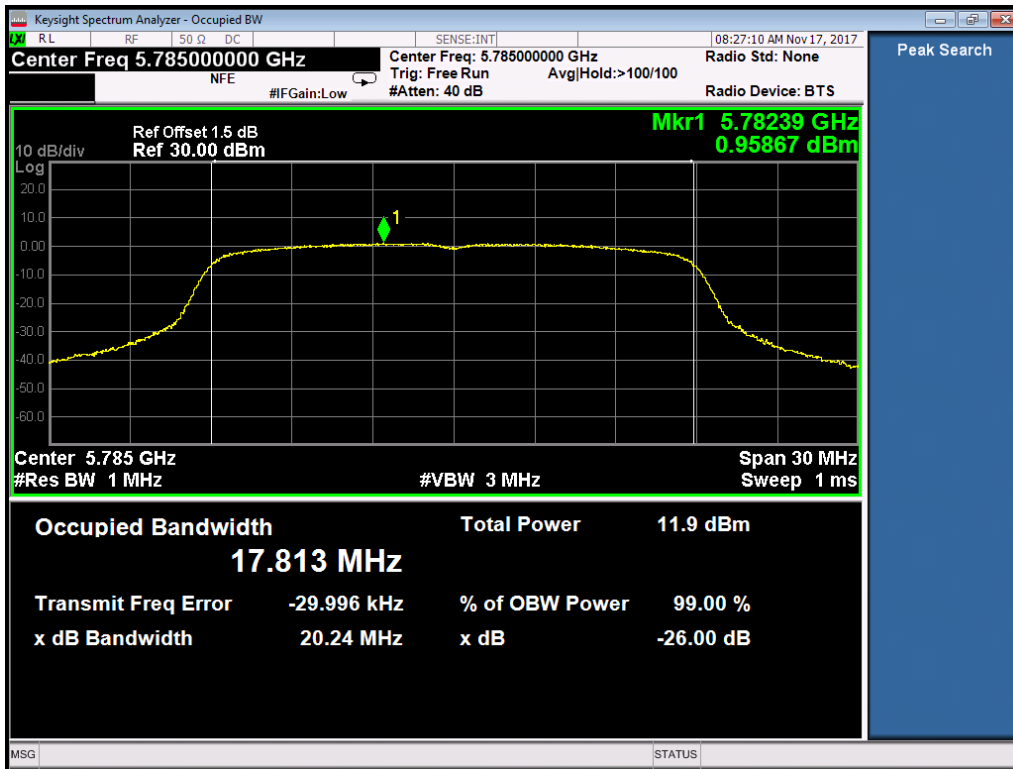 Keysight Spectrum Analyzer - Occupied BW
LXI RL RF 50 Ω DC SENSE:INT 08:27:10 AM Nov 17, 2017
Center Freq 5.785000000 GHz
NFE
#IFGain:Low
Center Freq: 5.785000000 GHz
Trig: Free Run Avg|Hold:>100/100
#Atten: 40 dB
Radio Std: None
Radio Device: BTS
Peak Search
Ref Offset 1.5 dB
10 dB/div Ref 30.00 dBm
Log
Mkr1 5.78239 GHz
0.95867 dBm
20.0
10.0
0.00
-10.0
-20.0
-30.0
-40.0
-50.0
-60.0
1
Center 5.785 GHz Span 30 MHz
#Res BW 1 MHz #VBW 3 MHz Sweep 1 ms
Occupied Bandwidth Total Power 11.9 dBm
17.813 MHz
Transmit Freq Error -29.996 kHz % of OBW Power 99.00 %
x dB Bandwidth 20.24 MHz x dB -26.00 dB
MSG STATUS